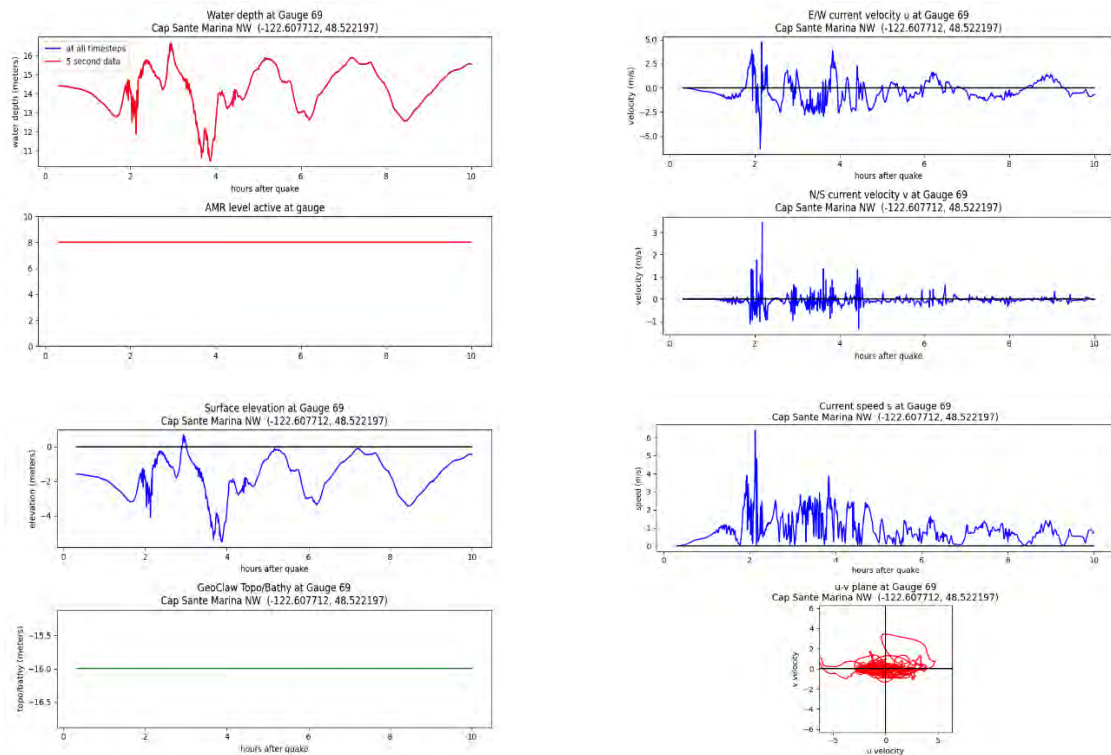 Water depth at Gauge 69
Cap Sante Marina NW (-122.607712, 48.522197)
at all timesteps
5 second data
water depth (meters)
16
15
14
13
12
11
0 2 4 6 8 10
hours after quake
AMR level active at gauge
10
8
6
4
2
0
0 2 4 6 8 10
Surface elevation at Gauge 69
Cap Sante Marina NW (-122.607712, 48.522197)
elevation (meters)
0
−2
−4
0 2 4 6 8 10
hours after quake
GeoClaw Topo/Bathy at Gauge 69
Cap Sante Marina NW (-122.607712, 48.522197)
topo/bathy (meters)
−15.5
−16.0
−16.5
0 2 4 6 8 10
hours after quake
E/W current velocity u at Gauge 69
Cap Sante Marina NW (-122.607712, 48.522197)
velocity (m/s)
5.0
2.5
0.0
−2.5
−5.0
0 2 4 6 8 10
hours after quake
N/S current velocity v at Gauge 69
Cap Sante Marina NW (-122.607712, 48.522197)
velocity (m/s)
3
2
1
0
−1
0 2 4 6 8 10
hours after quake
Current speed s at Gauge 69
Cap Sante Marina NW (-122.607712, 48.522197)
speed (m/s)
6
5
4
3
2
1
0
0 2 4 6 8 10
hours after quake
u-v plane at Gauge 69
Cap Sante Marina NW (-122.607712, 48.522197)
v velocity
6
4
2
0
−2
−4
−6
−5 0 5
u velocity